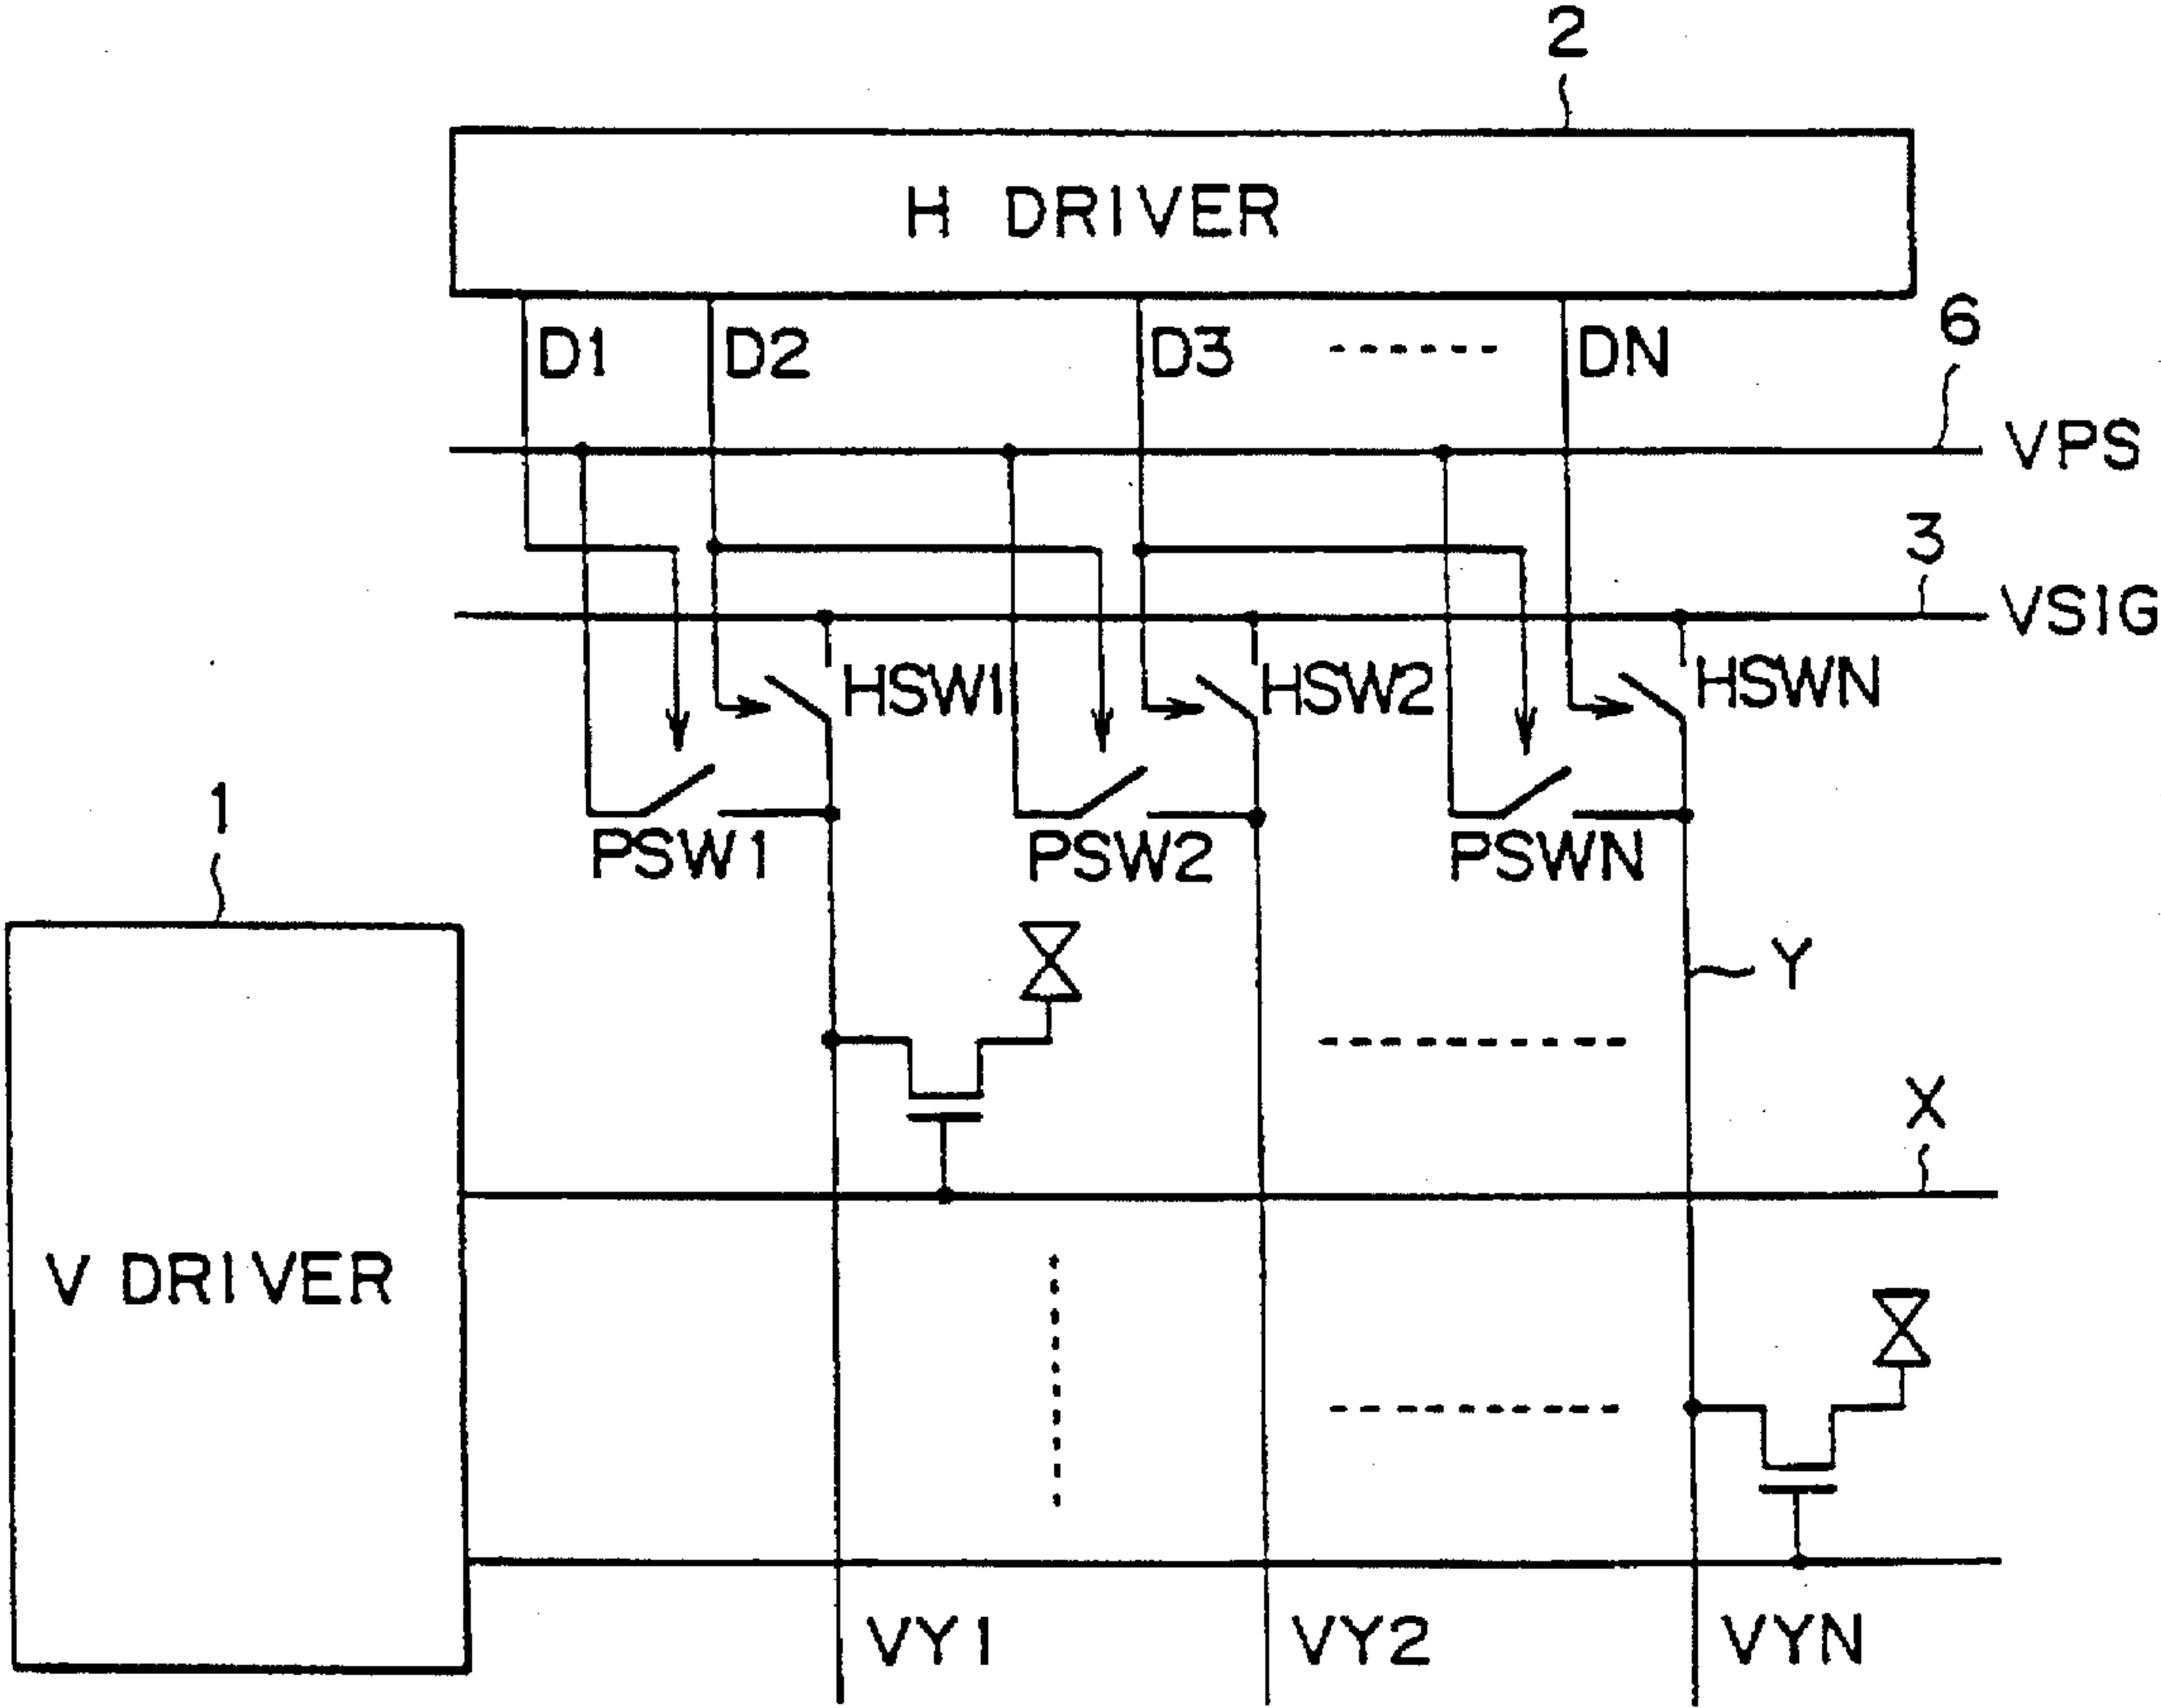 2
H DRIVER
D1 D2 D3 DN
6
VPS
3
VSIG
HSW1 HSW2 HSWN
1
PSW1 PSW2 PSWN
Y
X
V DRIVER
VY1 VY2 VYN